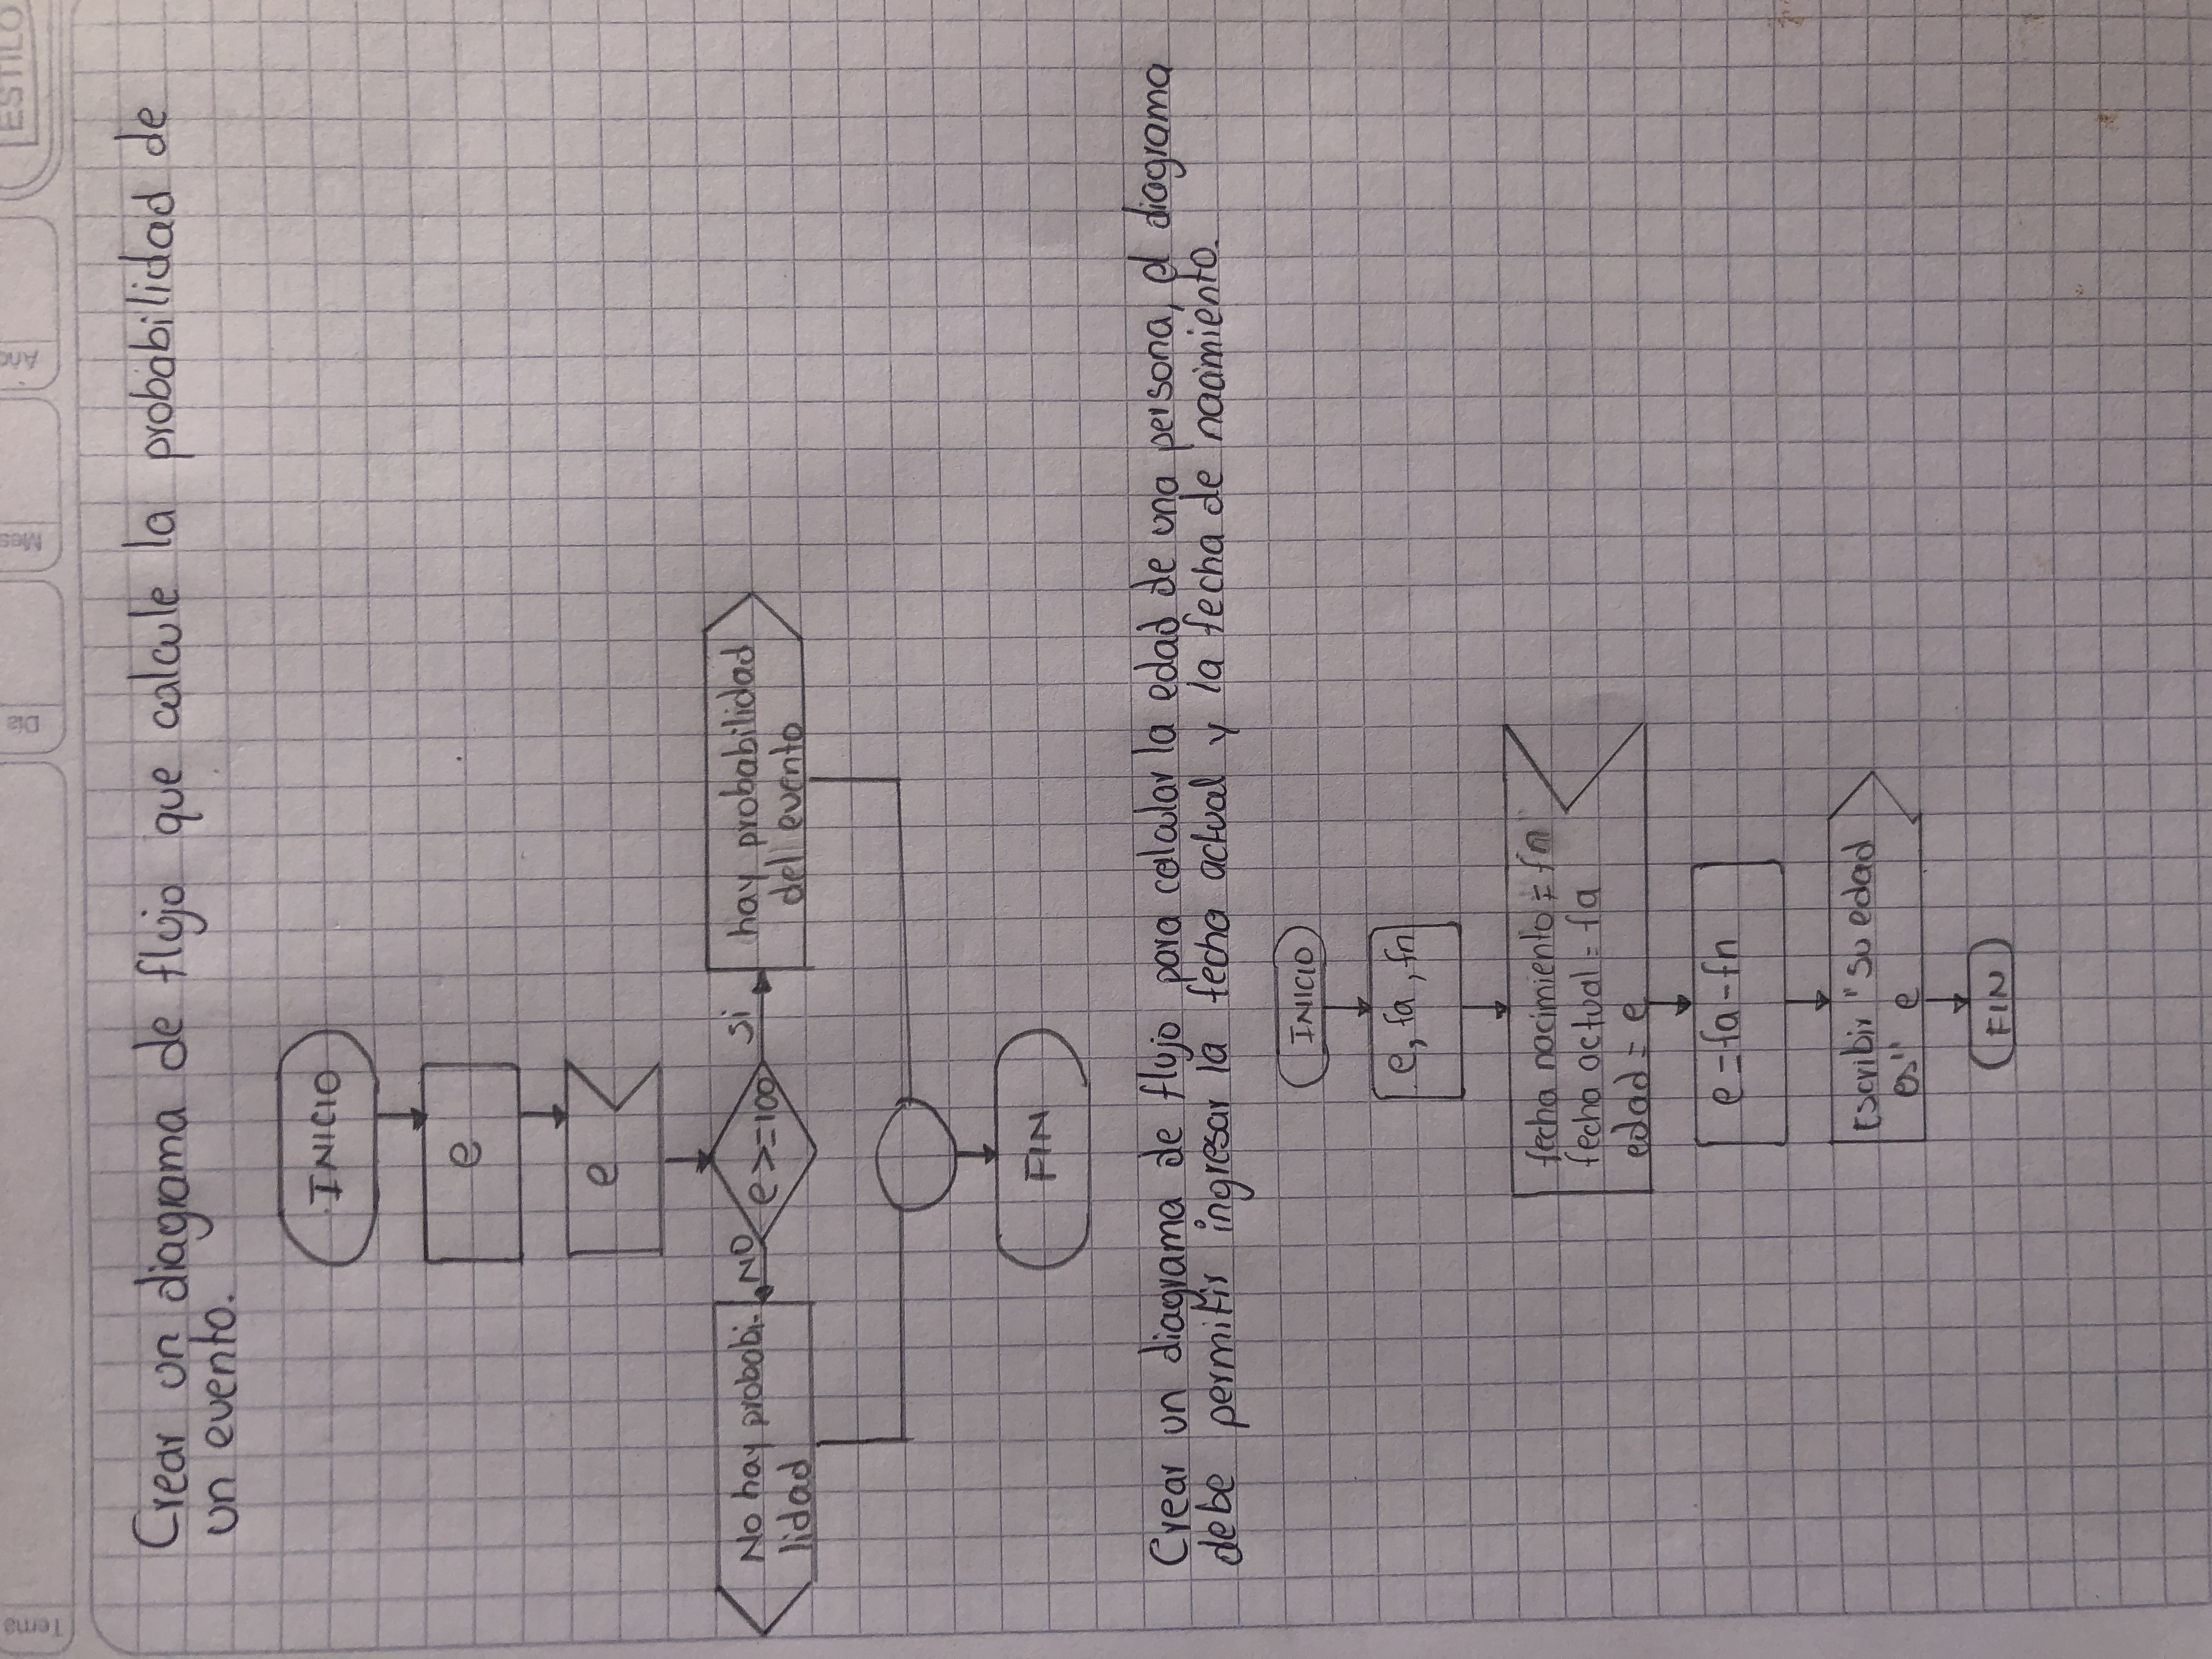 Tema
Día
Mes
Año
ESTILO
Crear un diagrama de flujo que calcule la probabilidad de
un evento.
INICIO
e
e
No hay probabi-
lidad
NO
e >=100
si
hay probabilidad
del evento
FIN
Crear un diagrama de flujo para calcular la edad de una persona, el diagrama
debe permitir ingresar la fecha actual y la fecha de nacimiento.
INICIO
e, fa, fn
fecha nacimiento = fn
fecha actual = fa
edad = e
e = fa - fn
Escribir "su edad
es" e
FIN